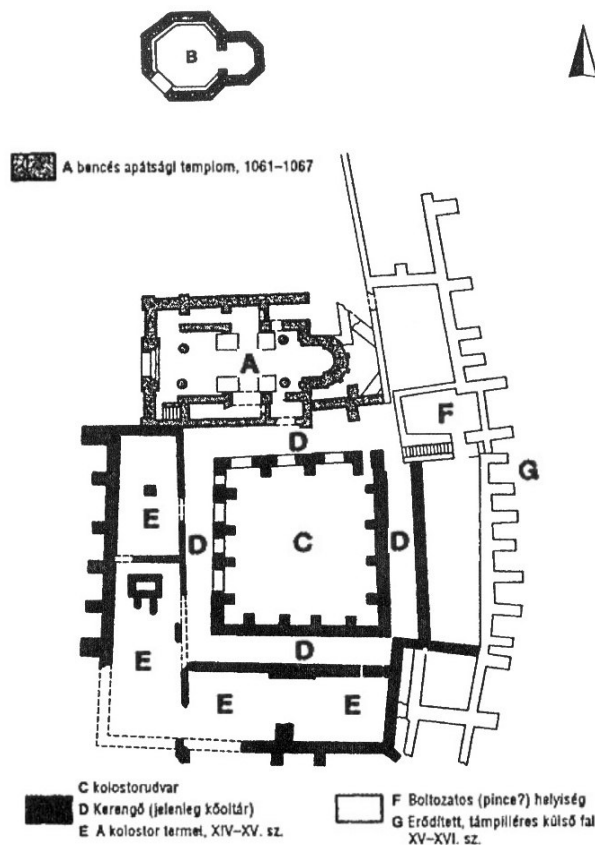 B
A bencés apátsági templom, 1061–1067
A
D
F
G
E
D
C
D
E
D
E
E
C kolostorudvar
D Kerengő (jelenleg kőoltár)
E A kolostor termei, XIV–XV. sz.
F Boltozatos (pince?) helyiség
G Erődített, támpilléres külső fal
XV–XVI. sz.